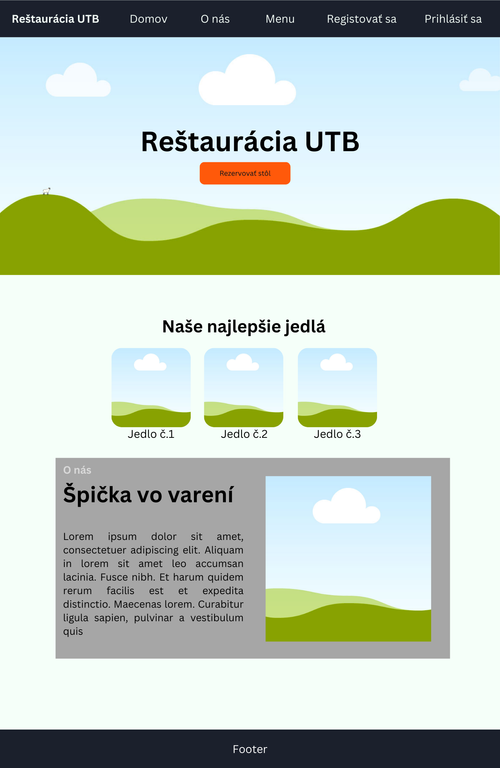 Reštaurácia UTB Domov O nás Menu Registovať sa Prihlásiť sa
Reštaurácia UTB
Rezervovať stôl
Naše najlepšie jedlá
Jedlo č.1 Jedlo č.2 Jedlo č.3
O nás
Špička vo varení
Lorem ipsum dolor sit amet,
consectetuer adipiscing elit. Aliquam
in lorem sit amet leo accumsan
lacinia. Fusce nibh. Et harum quidem
rerum facilis est et expedita
distinctio. Maecenas lorem. Curabitur
ligula sapien, pulvinar a vestibulum
quis
Footer